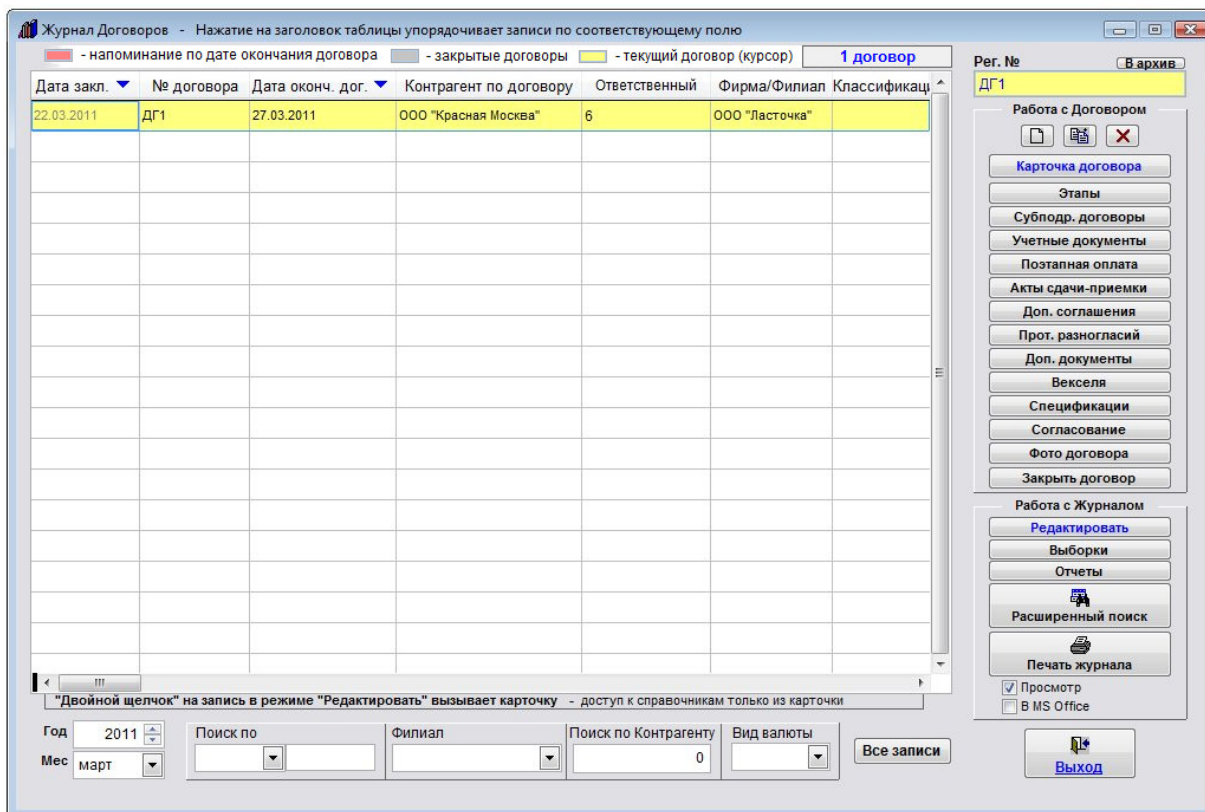 Журнал Договоров - Нажатие на заголовок таблицы упорядочивает записи по соответствующему полю
- напоминание по дате окончания договора - закрытые договоры - текущий договор (курсор) 1 договор
Дата закл. № договора Дата оконч. дог. Контрагент по договору Ответственный Фирма/Филиал Классификаци
22.03.2011 ДГ1 27.03.2011 ООО "Красная Москва" 6 ООО "Ласточка"
"Двойной щелчок" на запись в режиме "Редактировать" вызывает карточку - доступ к справочникам только из карточки
Год 2011
Мес март
Поиск по
Филиал
Поиск по Контрагенту
0
Вид валюты
Все записи
Рег. № В архив
ДГ1
Работа с Договором
Карточка договора
Этапы
Субподр. договоры
Учетные документы
Поэтапная оплата
Акты сдачи-приемки
Доп. соглашения
Прот. разногласий
Доп. документы
Векселя
Спецификации
Согласование
Фото договора
Закрыть договор
Работа с Журналом
Редактировать
Выборки
Отчеты
Расширенный поиск
Печать журнала
Просмотр
В MS Office
Выход